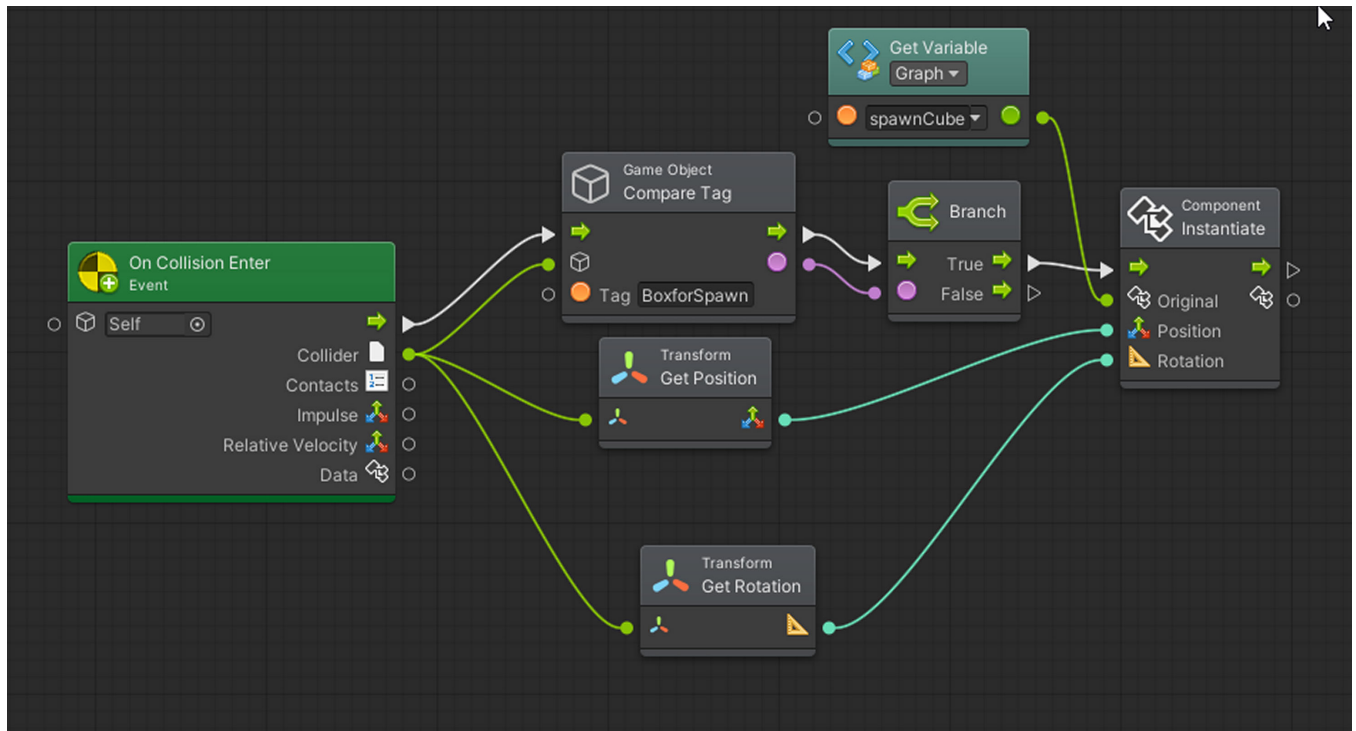 Get Variable
Graph
spawnCube
Game Object
Compare Tag
Tag BoxforSpawn
Branch
True
False
Component
Instantiate
Original
Position
Rotation
On Collision Enter
Event
Self
Collider
Contacts
Impulse
Relative Velocity
Data
Transform
Get Position
Transform
Get Rotation